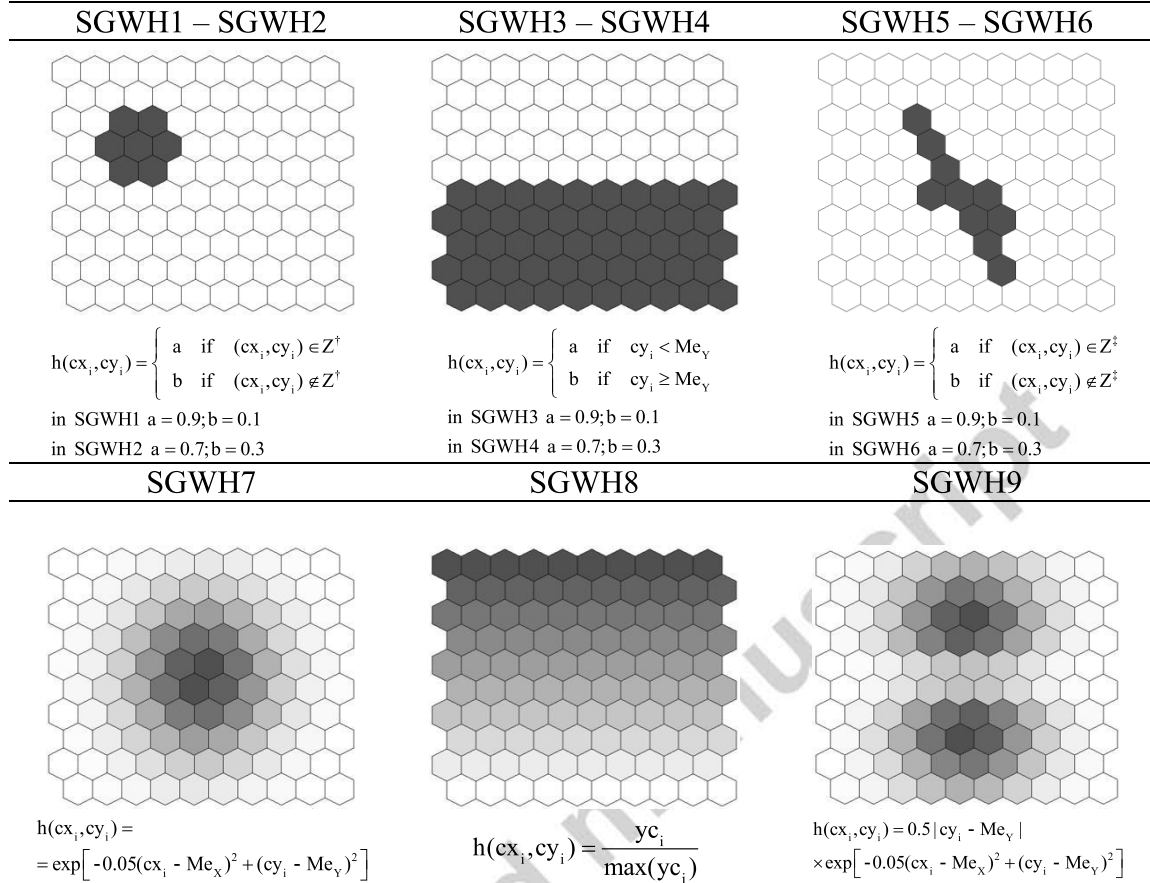 SGWH1 – SGWH2
SGWH3 – SGWH4
SGWH5 – SGWH6
h(cx_i,cy_i) = { a if (cx_i,cy_i) ∈ Z†
b if (cx_i,cy_i) ∉ Z†
in SGWH1 a = 0.9; b = 0.1
in SGWH2 a = 0.7; b = 0.3
h(cx_i,cy_i) = { a if cy_i < Me_Y
b if cy_i ≥ Me_Y
in SGWH3 a = 0.9; b = 0.1
in SGWH4 a = 0.7; b = 0.3
h(cx_i,cy_i) = { a if (cx_i,cy_i) ∈ Z‡
b if (cx_i,cy_i) ∉ Z‡
in SGWH5 a = 0.9; b = 0.1
in SGWH6 a = 0.7; b = 0.3
SGWH7
SGWH8
SGWH9
h(cx_i,cy_i) =
= exp[-0.05(cx_i - Me_X)² + (cy_i - Me_Y)²]
h(cx_i,cy_i) = yc_i / max(yc_i)
h(cx_i,cy_i) = 0.5 | cy_i - Me_Y |
× exp[-0.05(cx_i - Me_X)² + (cy_i - Me_Y)²]